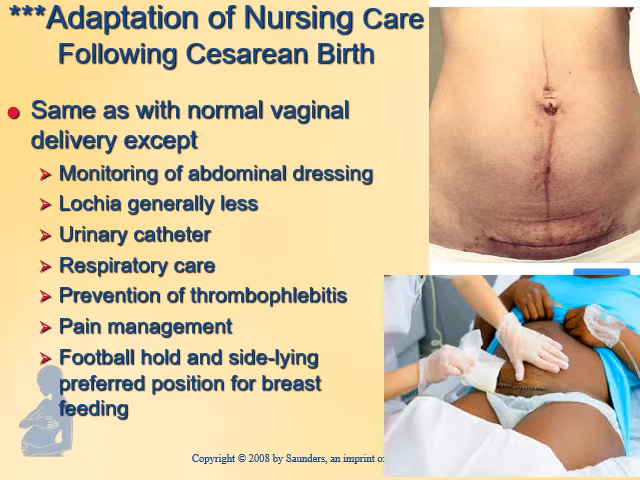 ***Adaptation of Nursing Care
Following Cesarean Birth
Same as with normal vaginal
delivery except
Monitoring of abdominal dressing
Lochia generally less
Urinary catheter
Respiratory care
Prevention of thrombophlebitis
Pain management
Football hold and side-lying
preferred position for breast
feeding
Copyright © 2008 by Saunders, an imprint